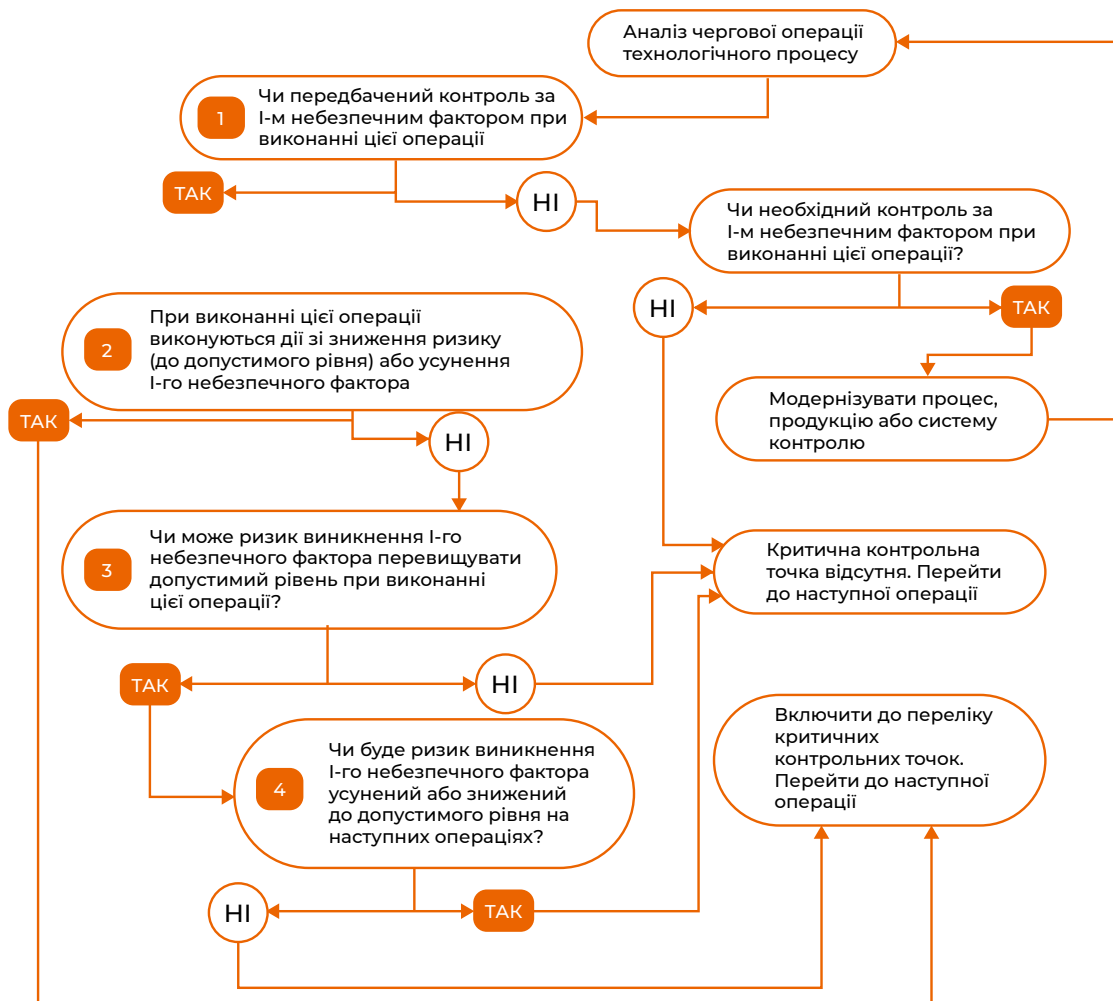 Аналіз чергової операції
технологічного процесу
1
Чи передбачений контроль за
І-м небезпечним фактором при
виконанні цієї операції
ТАК
НІ
Чи необхідний контроль за
І-м небезпечним фактором при
виконанні цієї операції?
НІ
ТАК
2
При виконанні цієї операції
виконуються дії зі зниження ризику
(до допустимого рівня) або усунення
І-го небезпечного фактора
ТАК
НІ
Модернізувати процес,
продукцію або систему
контролю
3
Чи може ризик виникнення І-го
небезпечного фактора перевищувати
допустимий рівень при виконанні
цієї операції?
Критична контрольна
точка відсутня. Перейти
до наступної операції
ТАК
НІ
4
Чи буде ризик виникнення
І-го небезпечного фактора
усунений або знижений
до допустимого рівня на
наступних операціях?
Включити до переліку
критичних
контрольних точок.
Перейти до наступної
операції
НІ
ТАК